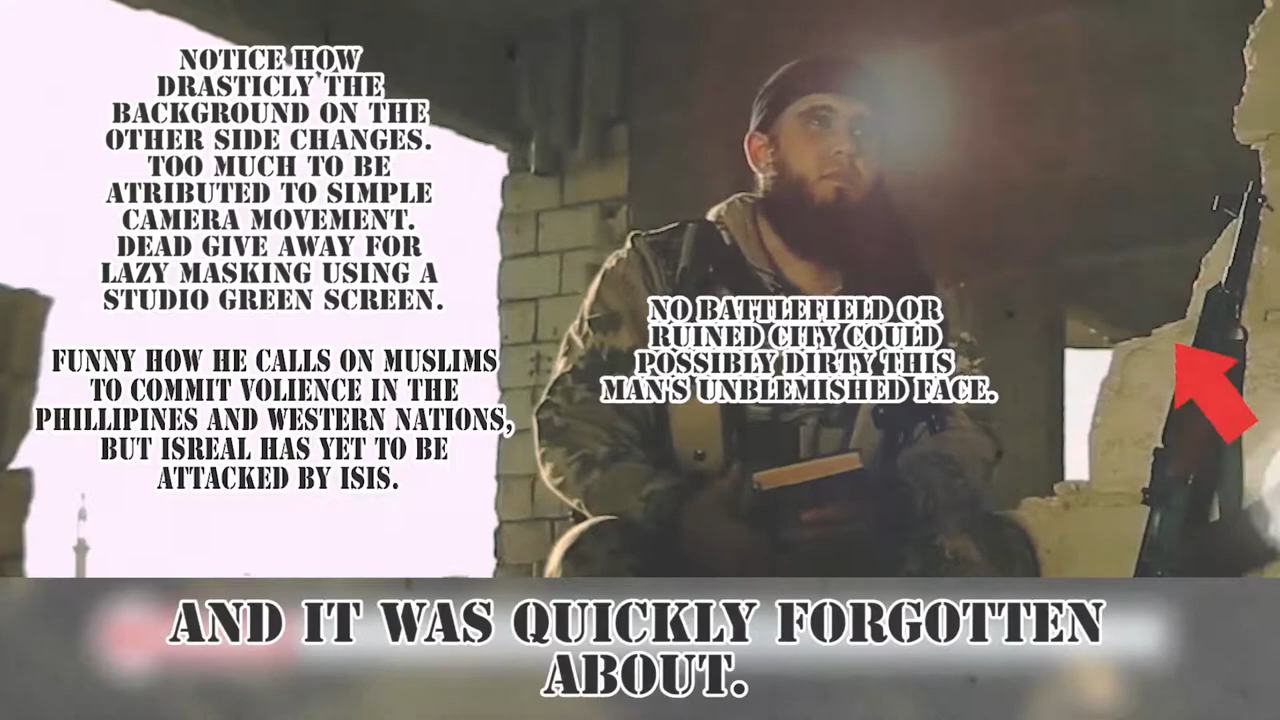 NOTICE HOW
DRASTICLY THE
BACKGROUND ON THE
OTHER SIDE CHANGES.
TOO MUCH TO BE
ATRIBUTED TO SIMPLE
CAMERA MOVEMENT.
DEAD GIVE AWAY FOR
LAZY MASKING USING A
STUDIO GREEN SCREEN.
FUNNY HOW HE CALLS ON MUSLIMS
TO COMMIT VOLIENCE IN THE
PHILLIPINES AND WESTERN NATIONS,
BUT ISREAL HAS YET TO BE
ATTACKED BY ISIS.
NO BATTLEFIELD OR
RUINED CITY COULD
POSSIBLY DIRTY THIS
MAN'S UNBLEMISHED FACE.
AND IT WAS QUICKLY FORGOTTEN
ABOUT.